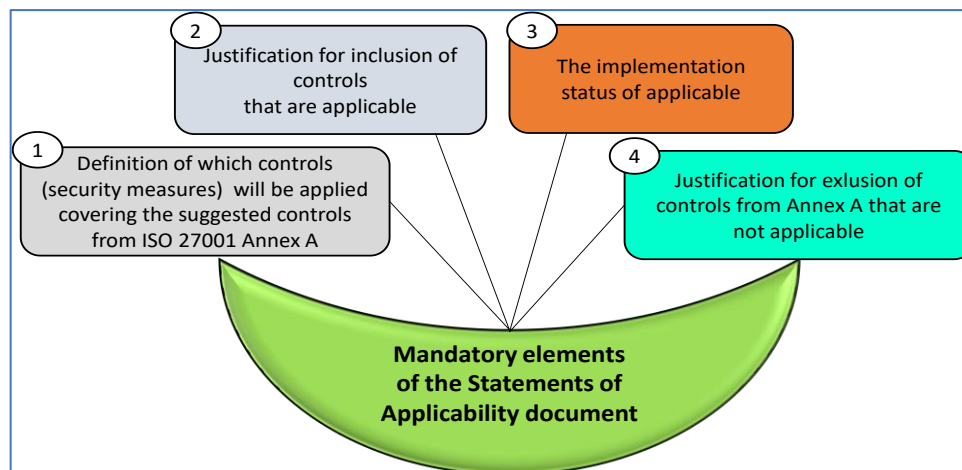 1
Definition of which controls
(security measures) will be applied
covering the suggested controls
from ISO 27001 Annex A
2
Justification for inclusion of
controls
that are applicable
3
The implementation
status of applicable
4
Justification for exlusion of
controls from Annex A that are
not applicable
Mandatory elements
of the Statements of
Applicability document